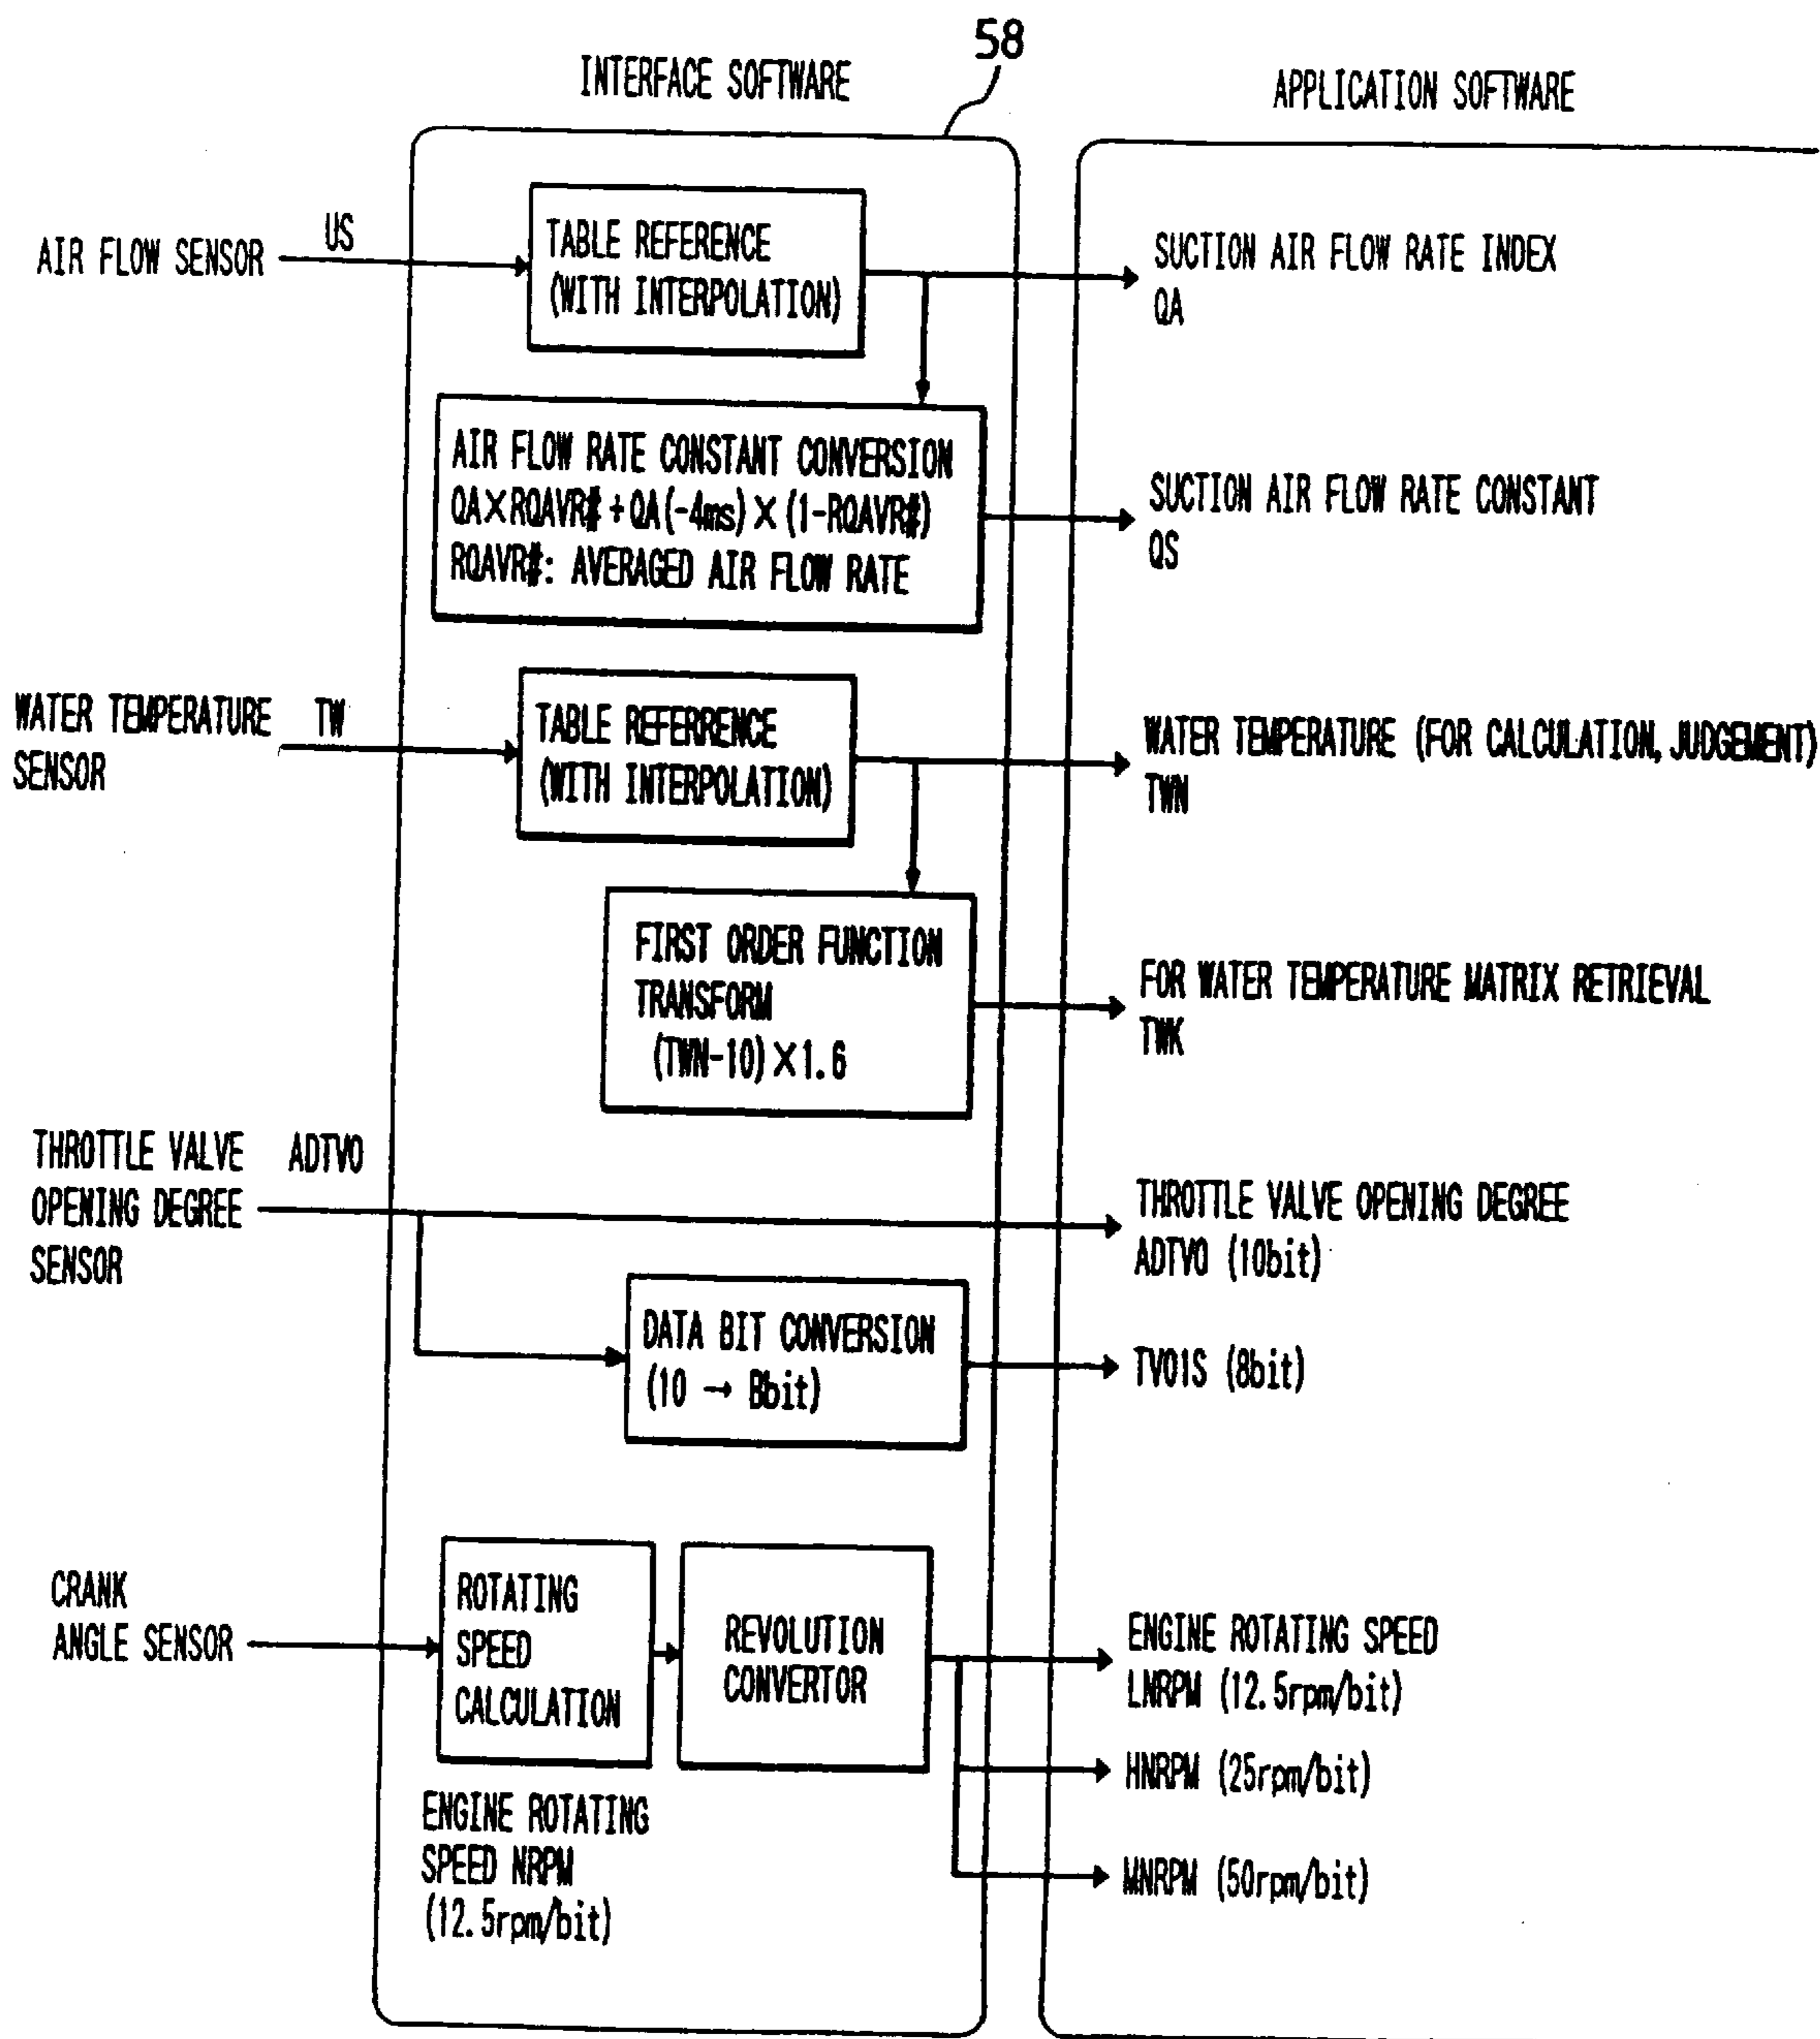 58
INTERFACE SOFTWARE
APPLICATION SOFTWARE
AIR FLOW SENSOR
US
TABLE REFERENCE
(WITH INTERPOLATION)
SUCTION AIR FLOW RATE INDEX
QA
AIR FLOW RATE CONSTANT CONVERSION
QA×RQAVR#+QA(-4ms)×(1-RQAVR#)
RQAVR#: AVERAGED AIR FLOW RATE
SUCTION AIR FLOW RATE CONSTANT
QS
WATER TEMPERATURE
SENSOR
TW
TABLE REFERRENCE
(WITH INTERPOLATION)
WATER TEMPERATURE (FOR CALCULATION, JUDGEMENT)
TWN
FIRST ORDER FUNCTION
TRANSFORM
(TWN-10)×1.6
FOR WATER TEMPERATURE MATRIX RETRIEVAL
TWK
THROTTLE VALVE
OPENING DEGREE
SENSOR
ADTVO
THROTTLE VALVE OPENING DEGREE
ADTVO (10bit)
DATA BIT CONVERSION
(10 → 8bit)
TVO1S (8bit)
CRANK
ANGLE SENSOR
ROTATING
SPEED
CALCULATION
REVOLUTION
CONVERTOR
ENGINE ROTATING SPEED
LNRPM (12.5rpm/bit)
HNRPM (25rpm/bit)
MNRPM (50rpm/bit)
ENGINE ROTATING
SPEED NRPM
(12.5rpm/bit)